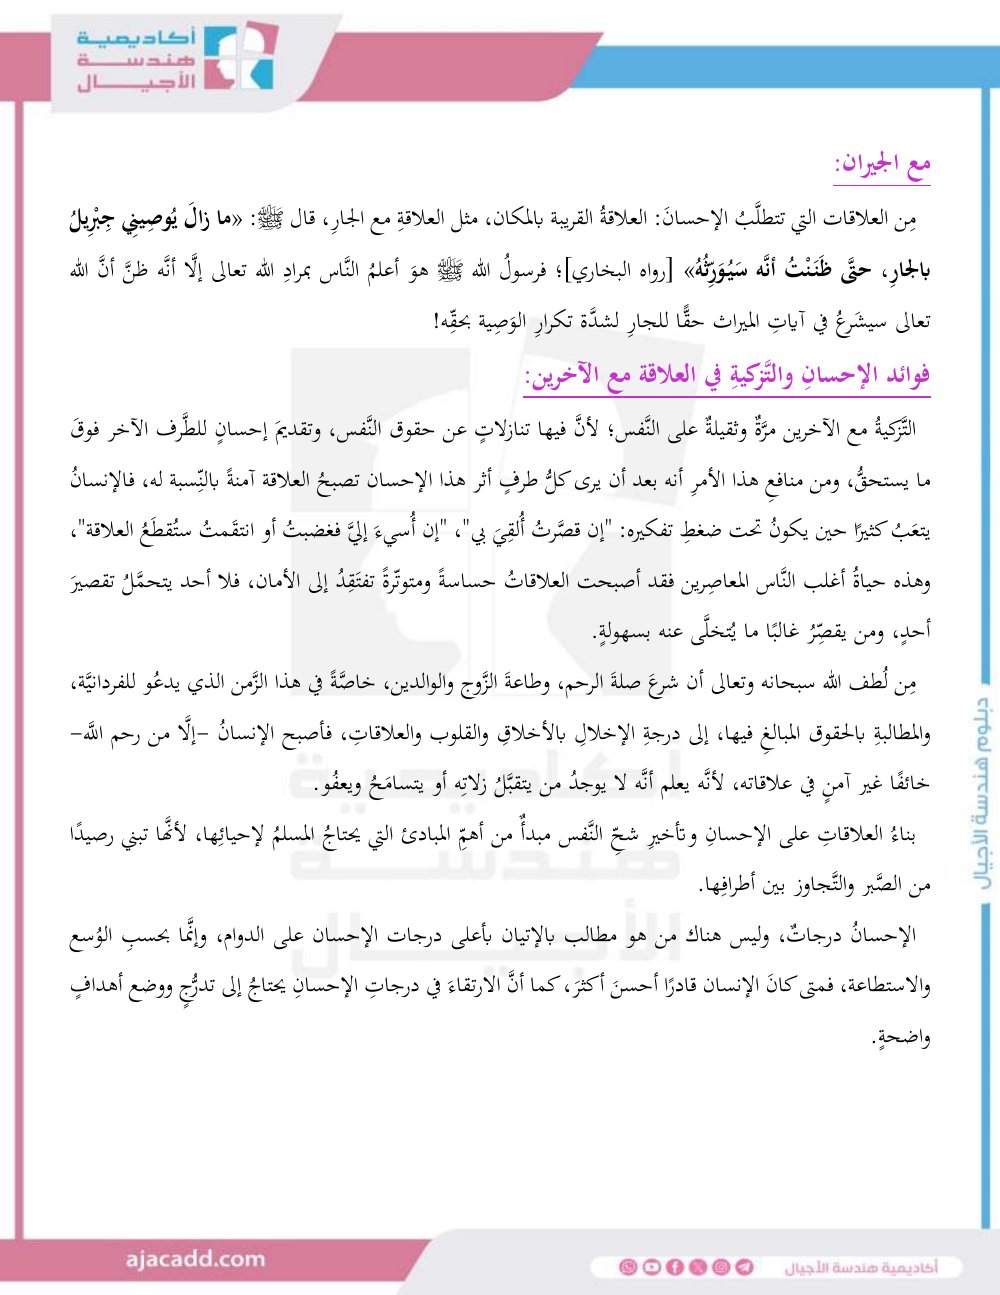 أكاديمية
هندسة
الأجيال
مع الجيران:
مِن العلاقات التي تتطلَّبُ الإحسانَ: العلاقةُ القريبة بالمكان، مثل العلاقةِ مع الجارِ، قال ﷺ: «ما زالَ يُوصِيني جِبْرِيلُ
بالجارِ، حتَّى ظَنَنْتُ أنَّه سَيُوَرِّثُهُ» [رواه البخاري]؛ فرسولُ الله ﷺ هوَ أعلمُ النَّاس بمرادِ الله تعالى إلَّا أنَّه ظنَّ أنَّ الله
تعالى سيشَرعُ في آياتِ الميراث حقًّا للجارِ لشدَّة تكرارِ الوَصِية بحقِّه!
فوائد الإحسانِ والتَّزكيةِ في العلاقة مع الآخرين:
التَّزكيةُ مع الآخرين مرَّةٌ وثقيلةٌ على النَّفس؛ لأنَّ فيها تنازلاتٍ عن حقوق النَّفس، وتقديمَ إحسانٍ للطَّرف الآخر فوقَ
ما يستحقُّ، ومن منافعِ هذا الأمرِ أنه بعد أن يرى كلُّ طرفٍ أثر هذا الإحسان تصبحُ العلاقة آمنةً بالنِّسبة له، فالإنسانُ
يتعَبُ كثيرًا حين يكونُ تحت ضغطِ تفكيره: "إن قصَّرتُ أُلقِيَ بي"، "إن أُسيءَ إليَّ فغضبتُ أو انتقَمتُ ستُقطَعُ العلاقة"،
وهذه حياةُ أغلب النَّاس المعاصِرين فقد أصبحت العلاقاتُ حساسةً ومتوتّرةً تفتَقِدُ إلى الأمان، فلا أحد يتحمَّلُ تقصيرَ
أحدٍ، ومن يقصِّرُ غالبًا ما يُتخلَّى عنه بسهولةٍ.
مِن لُطف الله سبحانه وتعالى أن شرعَ صلةَ الرحم، وطاعةَ الزَّوج والوالدين، خاصَّةً في هذا الزَّمن الذي يدعُو للفردانيَّة،
والمطالبةِ بالحقوق المبالغِ فيها، إلى درجةِ الإخلالِ بالأخلاقِ والقلوب والعلاقاتِ، فأصبح الإنسانُ –إلَّا من رحم اللَّه–
خائفًا غير آمنٍ في علاقاته، لأنَّه يعلم أنَّه لا يوجدُ من يتقبَّلُ زلاتِه أو يتسامَحُ ويعفُو.
بناءُ العلاقاتِ على الإحسانِ وتأخيرِ شحِّ النَّفس مبدأٌ من أهمِّ المبادئ التي يحتاجُ المسلمُ لإحيائِها، لأنَّها تبني رصيدًا
من الصَّبر والتَّجاوز بين أطرافِها.
الإحسانُ درجاتٌ، وليس هناك من هو مطالب بالإتيان بأعلى درجات الإحسان على الدوام، وإنَّما بحسبِ الوُسع
والاستطاعة، فمتى كانَ الإنسان قادرًا أحسنَ أكثرَ، كما أنَّ الارتقاءَ في درجاتِ الإحسانِ يحتاجُ إلى تدرُّجٍ ووضع أهدافٍ
واضحةٍ.
دبلوم هندسة الأجيال
ajacadd.com
أكاديمية هندسة الأجيال